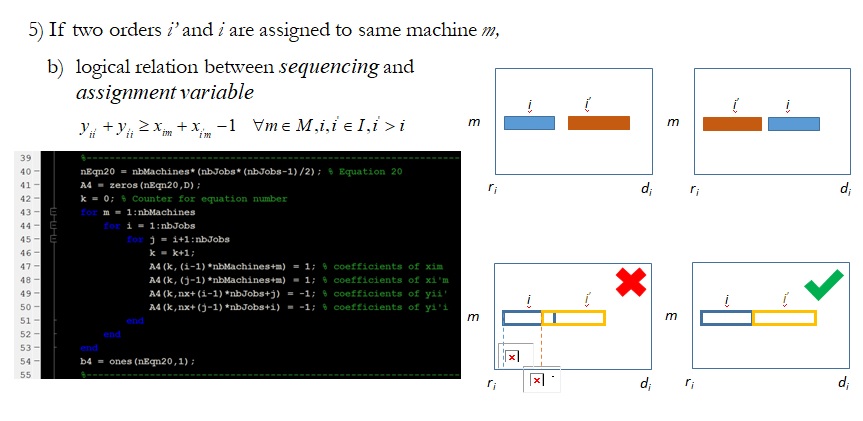 5) If two orders i' and i are assigned to same machine m,
b) logical relation between sequencing and
assignment variable
y_{ii'} + y_{i'i} ≥ x_{im} + x_{i'm} − 1 ∀m ∈ M, i, i' ∈ I, i' > i
39 %---------------------------------------------------------------
40 nEqn20 = nbMachines*(nbJobs*(nbJobs-1)/2); % Equation 20
41 A4 = zeros(nEqn20,D);
42 k = 0; % Counter for equation number
43 for m = 1:nbMachines
44 for i = 1:nbJobs
45 for j = i+1:nbJobs
46 k = k+1;
47 A4(k,(i-1)*nbMachines+m) = 1; % coefficients of xim
48 A4(k,(j-1)*nbMachines+m) = 1; % coefficients of xi'm
49 A4(k,nx+(i-1)*nbJobs+j) = -1; % coefficients of yii'
50 A4(k,nx+(j-1)*nbJobs+i) = -1; % coefficients of yi'i
51 end
52 end
53 end
54 b4 = ones(nEqn20,1);
55 %---------------------------------------------------------------
i i'
m
r_i d_i
i' i
m
r_i d_i
i i'
m
r_i d_i
i i'
m
r_i d_i